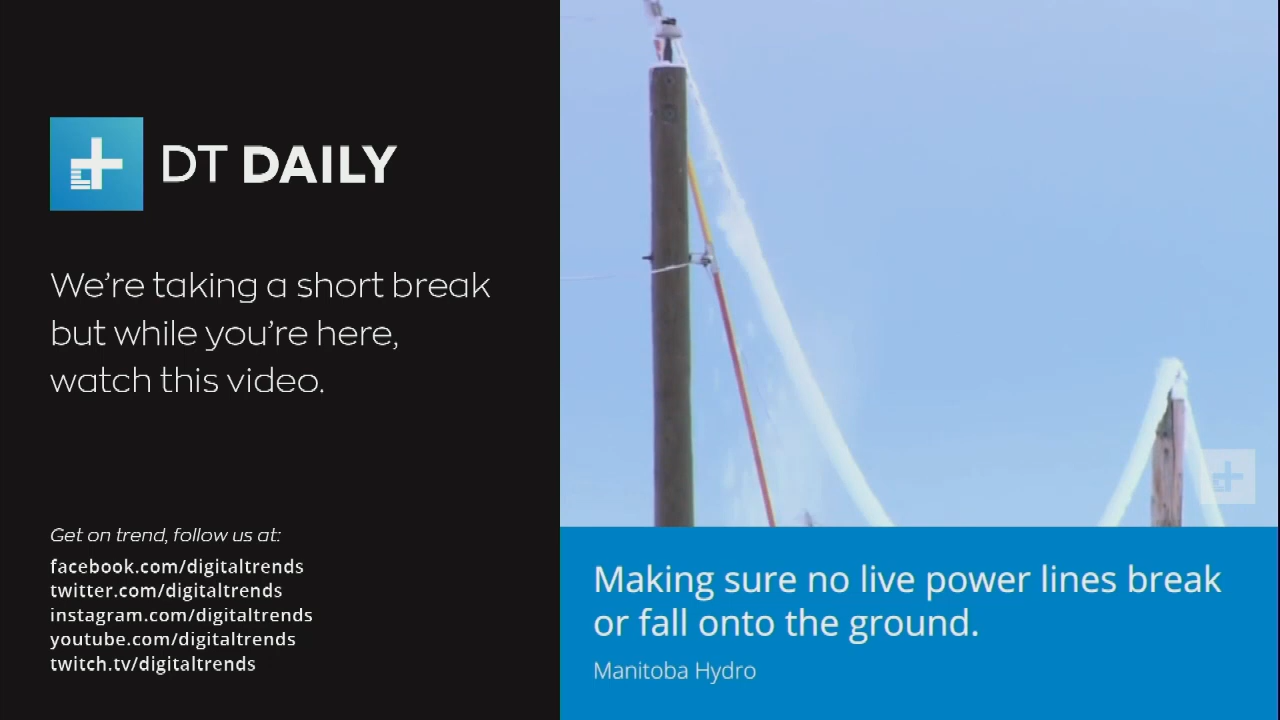 DT DAILY
We're taking a short break
but while you're here,
watch this video.
Get on trend, follow us at:
facebook.com/digitaltrends
twitter.com/digitaltrends
instagram.com/digitaltrends
youtube.com/digitaltrends
twitch.tv/digitaltrends
Making sure no live power lines break
or fall onto the ground.
Manitoba Hydro